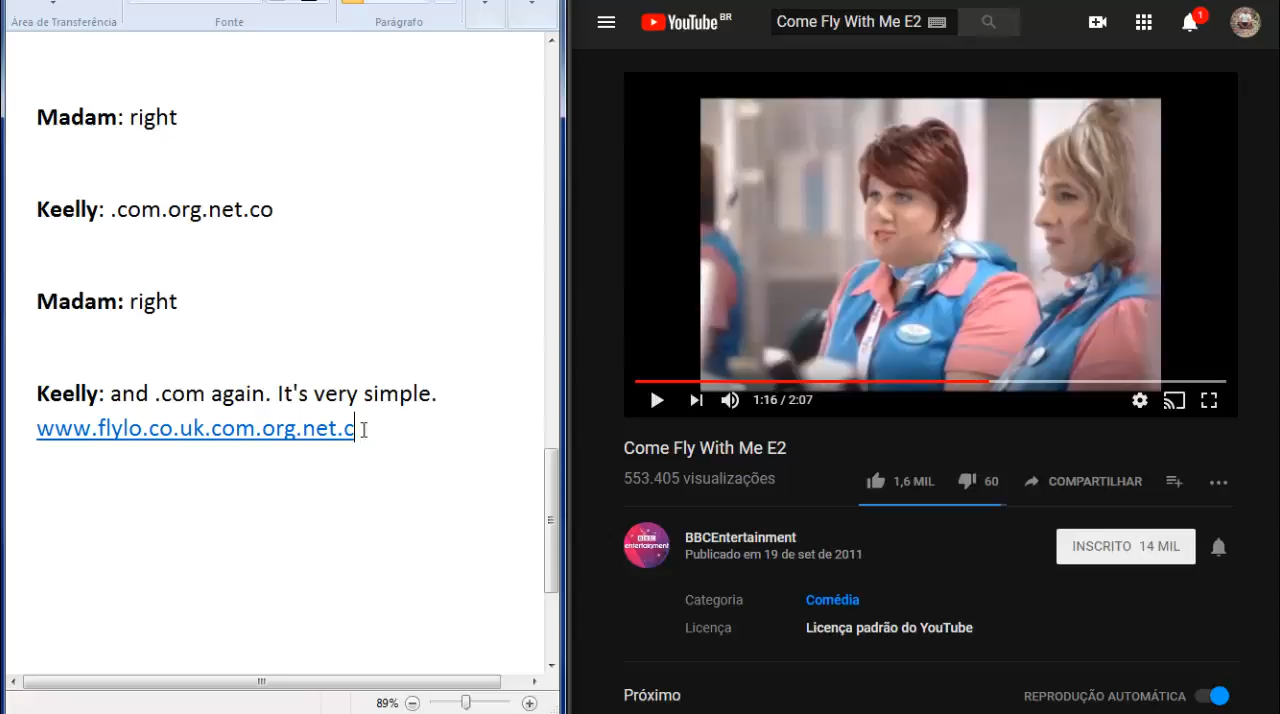 Área de Transferência
Fonte
Parágrafo
Madam: right
Keelly: .com.org.net.co
Madam: right
Keelly: and .com again. It's very simple.
www.flylo.co.uk.com.org.net.c
89%
YouTube BR
Come Fly With Me E2
1
1:16 / 2:07
Come Fly With Me E2
553.405 visualizações
1,6 MIL
60
COMPARTILHAR
BBC
entertainment
BBCEntertainment
Publicado em 19 de set de 2011
INSCRITO 14 MIL
Categoria
Comédia
Licença
Licença padrão do YouTube
Próximo
REPRODUÇÃO AUTOMÁTICA